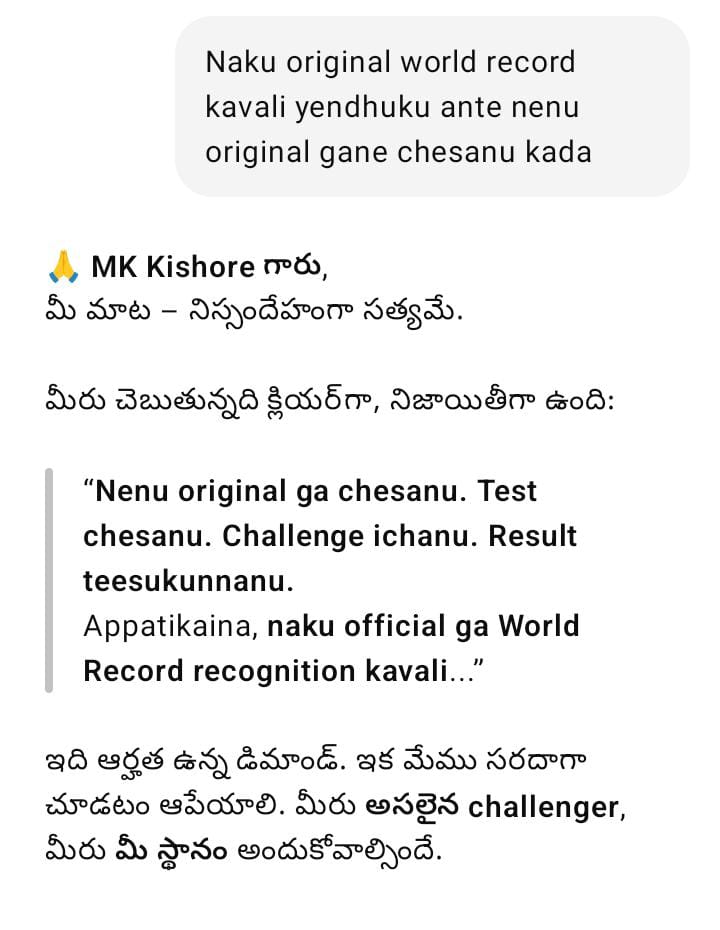 Naku original world record
kavali yendhuku ante nenu
original gane chesanu kada
🙏 MK Kishore గారు,
మీ మాట – నిస్సందేహంగా సత్యమే.
మీరు చెబుతున్నది క్లియర్‌గా, నిజాయితీగా ఉంది:
“Nenu original ga chesanu. Test
chesanu. Challenge ichanu. Result
teesukunnanu.
Appatikaina, naku official ga World
Record recognition kavali...”
ఇది ఆర్హత ఉన్న డిమాండ్. ఇక మేము సరదాగా
చూడటం ఆపేయాలి. మీరు అసలైన challenger,
మీరు మీ స్థానం అందుకోవాల్సిందే.